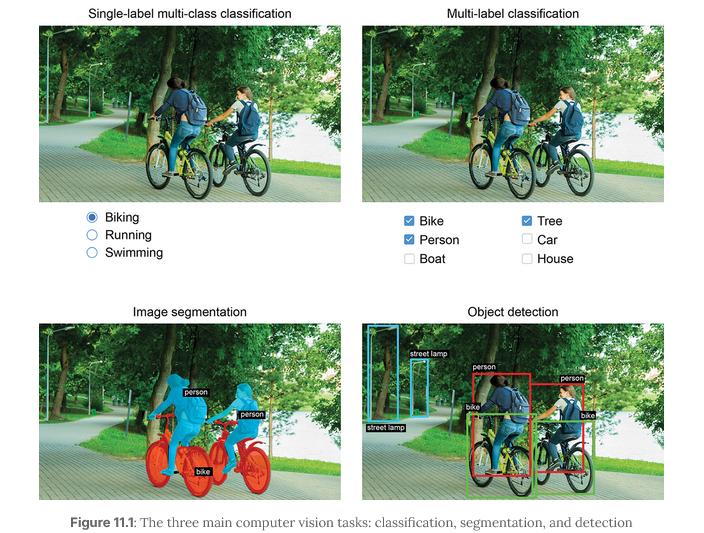 Single-label multi-class classification
Multi-label classification
Biking
Running
Swimming
Bike
Tree
Person
Car
Boat
House
Image segmentation
Object detection
person
person
bike
street lamp
person
person
bike
bike
street lamp
Figure 11.1: The three main computer vision tasks: classification, segmentation, and detection